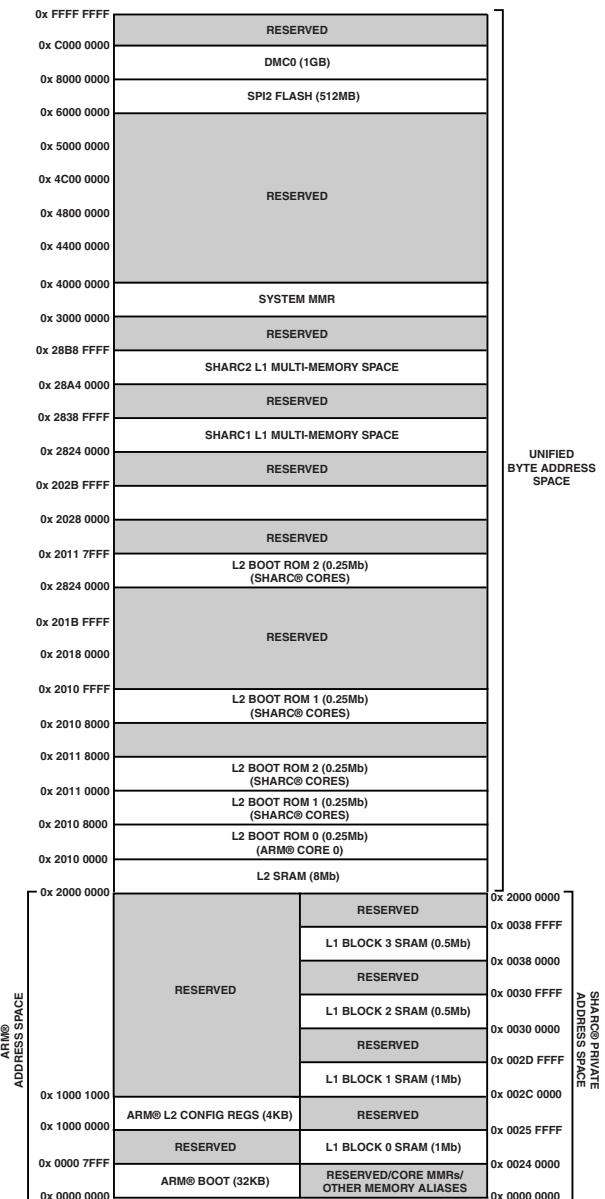 0x FFFF FFFF
RESERVED
0x C000 0000
DMC0 (1GB)
0x 8000 0000
SPI2 FLASH (512MB)
0x 6000 0000
0x 5000 0000
0x 4C00 0000
RESERVED
0x 4800 0000
0x 4400 0000
0x 4000 0000
SYSTEM MMR
0x 3000 0000
RESERVED
0x 28B8 FFFF
SHARC2 L1 MULTI-MEMORY SPACE
0x 28A4 0000
RESERVED
0x 2838 FFFF
SHARC1 L1 MULTI-MEMORY SPACE
0x 2824 0000
RESERVED
0x 202B FFFF
0x 2028 0000
RESERVED
0x 2011 7FFF
L2 BOOT ROM 2 (0.25Mb)
(SHARC® CORES)
0x 2824 0000
0x 201B FFFF
RESERVED
0x 2018 0000
0x 2010 FFFF
L2 BOOT ROM 1 (0.25Mb)
(SHARC® CORES)
0x 2010 8000
0x 2011 8000
L2 BOOT ROM 2 (0.25Mb)
(SHARC® CORES)
0x 2011 0000
L2 BOOT ROM 1 (0.25Mb)
(SHARC® CORES)
0x 2010 8000
L2 BOOT ROM 0 (0.25Mb)
(ARM® CORE 0)
0x 2010 0000
L2 SRAM (8Mb)
0x 2000 0000
UNIFIED
BYTE ADDRESS
SPACE
ARM®
ADDRESS SPACE
RESERVED
0x 1000 1000
ARM® L2 CONFIG REGS (4KB)
0x 1000 0000
RESERVED
0x 0000 7FFF
ARM® BOOT (32KB)
0x 0000 0000
0x 2000 0000
RESERVED
0x 0038 FFFF
L1 BLOCK 3 SRAM (0.5Mb)
0x 0038 0000
RESERVED
0x 0030 FFFF
L1 BLOCK 2 SRAM (0.5Mb)
0x 0030 0000
RESERVED
0x 002D FFFF
L1 BLOCK 1 SRAM (1Mb)
0x 002C 0000
RESERVED
0x 0025 FFFF
L1 BLOCK 0 SRAM (1Mb)
0x 0024 0000
RESERVED/CORE MMRs/
OTHER MEMORY ALIASES
0x 0000 0000
SHARC® PRIVATE
ADDRESS SPACE